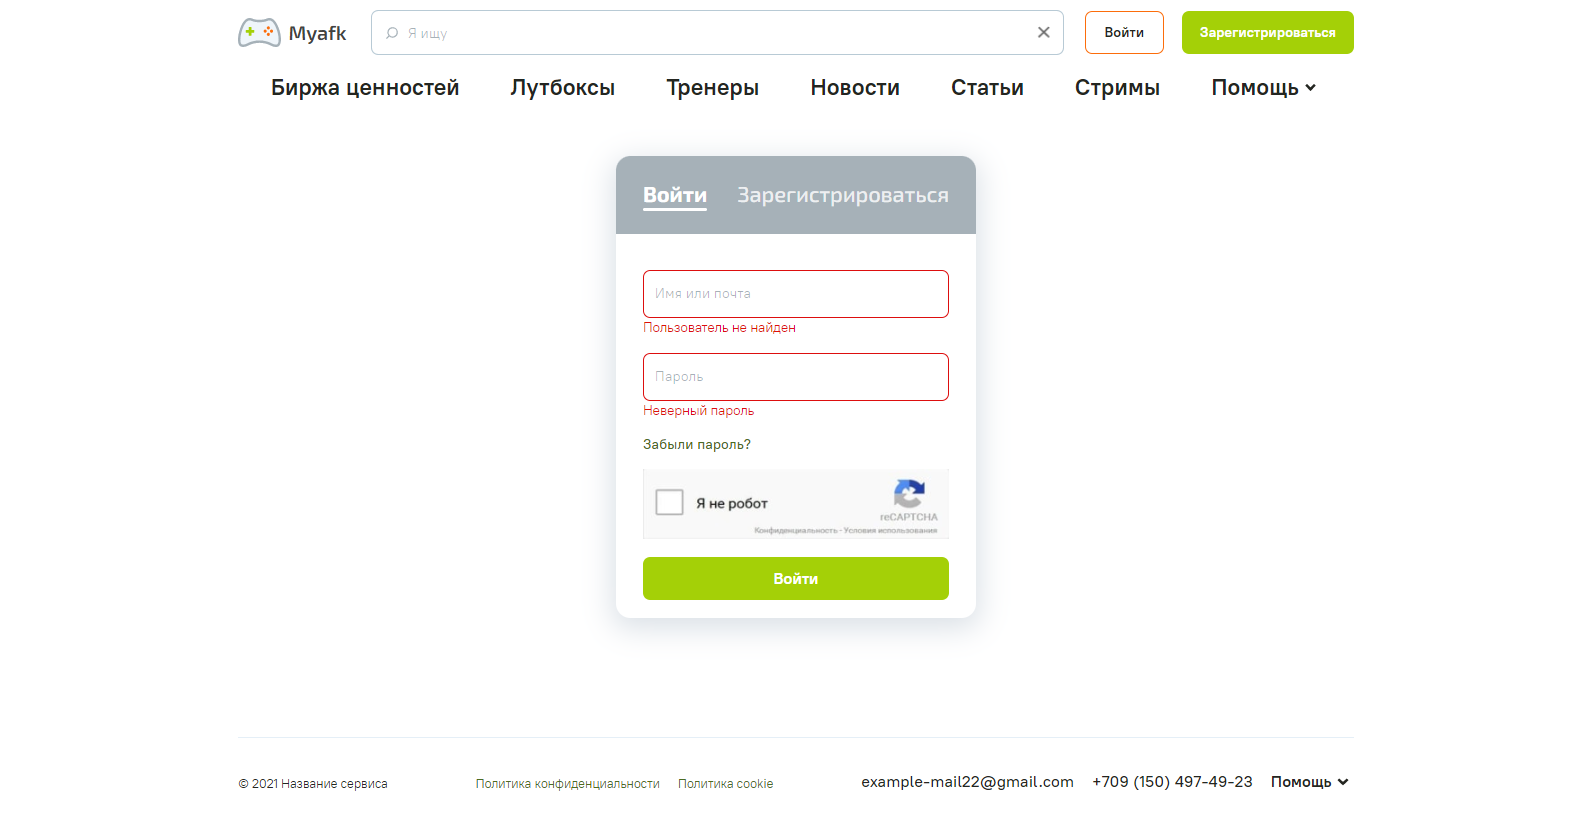 Myafk
Я ищу
Войти
Зарегистрироваться
Биржа ценностей
Лутбоксы
Тренеры
Новости
Статьи
Стримы
Помощь
Войти
Зарегистрироваться
Имя или почта
Пользователь не найден
Пароль
Неверный пароль
Забыли пароль?
Я не робот
reCAPTCHA
Конфиденциальность - Условия использования
Войти
© 2021 Название сервиса
Политика конфиденциальности
Политика cookie
example-mail22@gmail.com
+709 (150) 497-49-23
Помощь